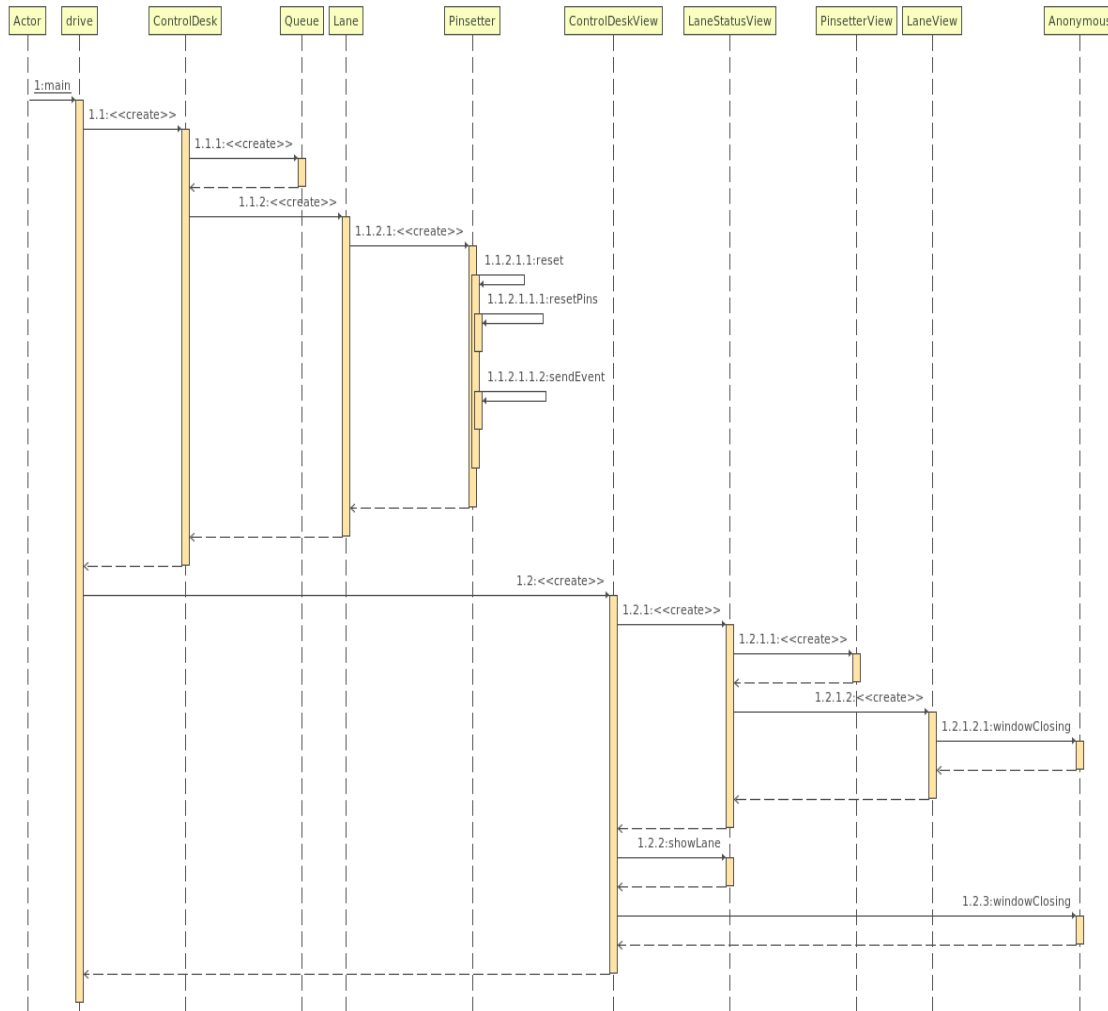 Actor
drive
ControlDesk
Queue
Lane
Pinsetter
ControlDeskView
LaneStatusView
PinsetterView
LaneView
Anonymous
1:main
1.1:<<create>>
1.1.1:<<create>>
1.1.2:<<create>>
1.1.2.1:<<create>>
1.1.2.1.1:reset
1.1.2.1.1.1:resetPins
1.1.2.1.1.2:sendEvent
1.2:<<create>>
1.2.1:<<create>>
1.2.1.1:<<create>>
1.2.1.2:<<create>>
1.2.1.2.1:windowClosing
1.2.2:showLane
1.2.3:windowClosing